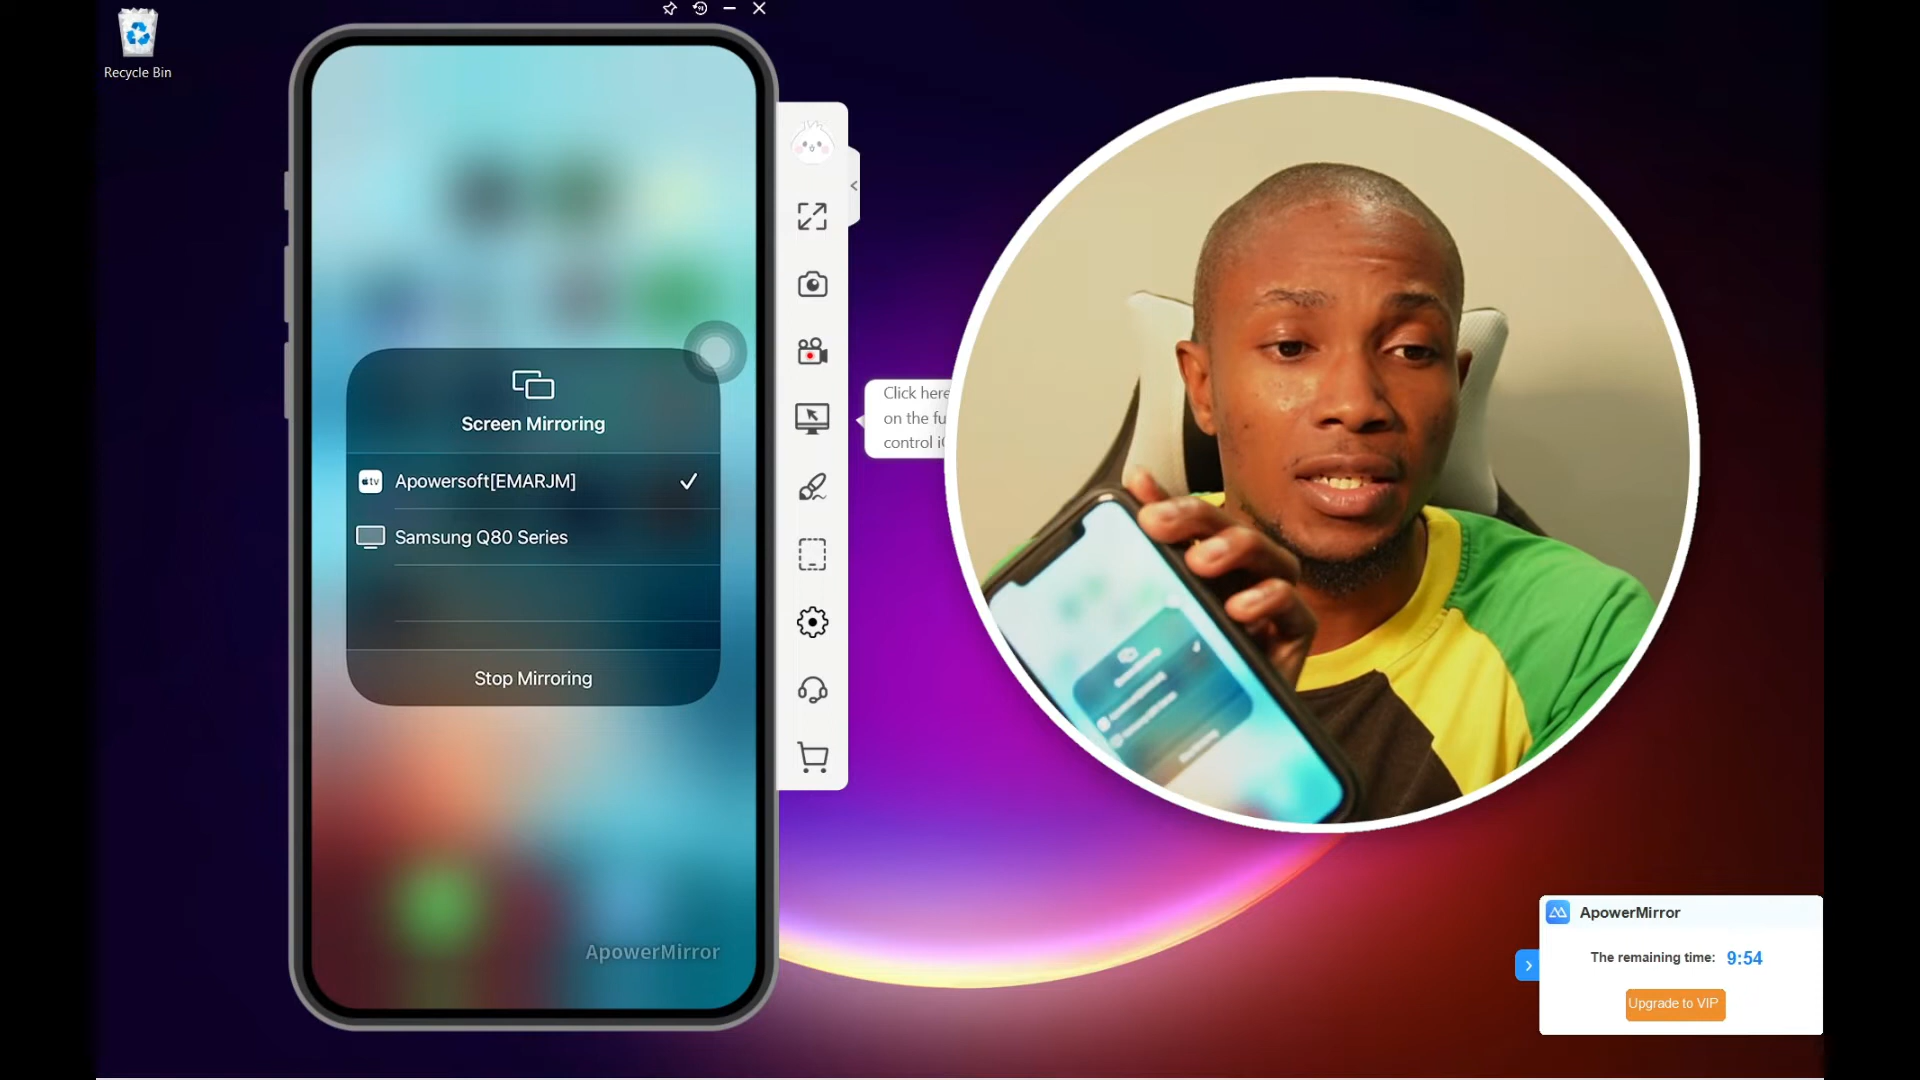 Recycle Bin
Screen Mirroring
tv
Apowersoft[EMARJM]
Samsung Q80 Series
Stop Mirroring
ApowerMirror
Click here
on the fu
control i
ApowerMirror
The remaining time: 9:54
Upgrade to VIP